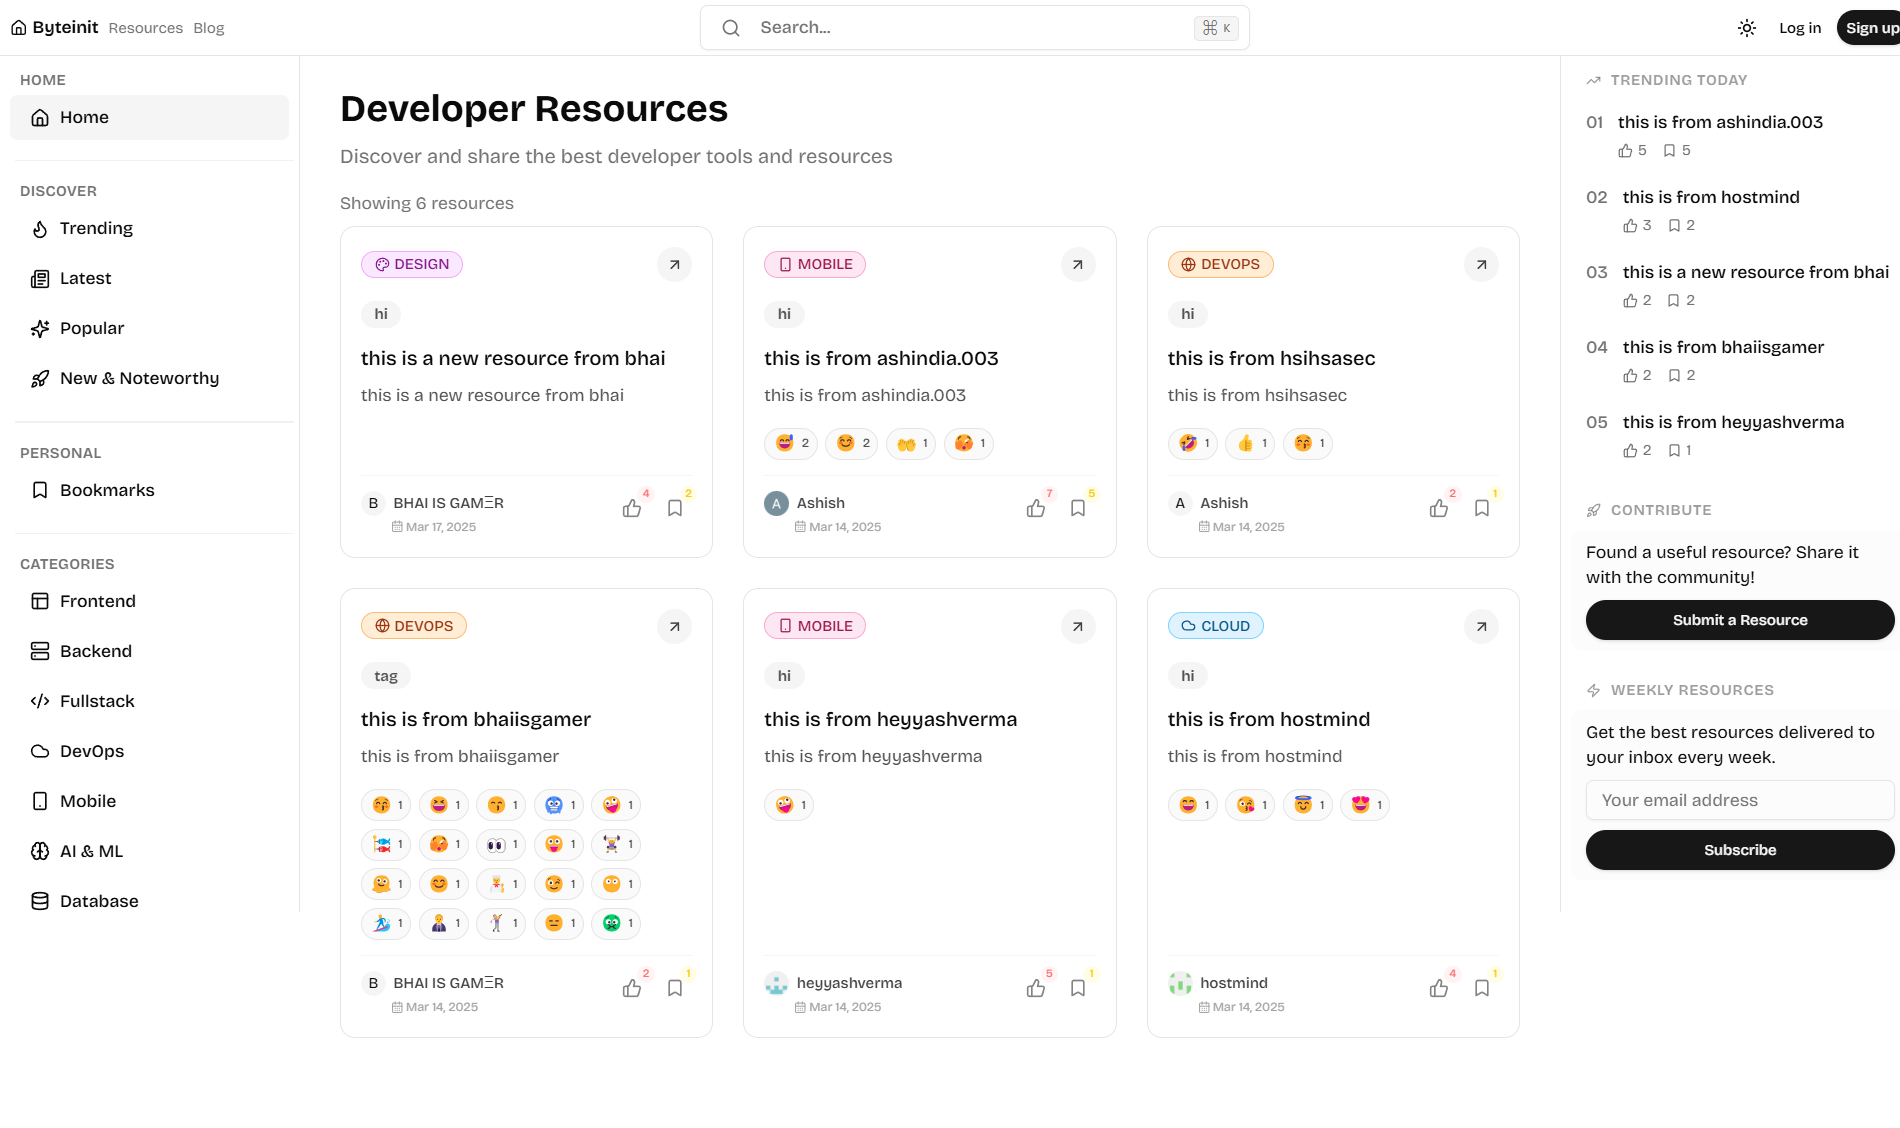 Byteinit Resources Blog
Search...
⌘ K
Log in
Sign up
HOME
Home
DISCOVER
Trending
Latest
Popular
New & Noteworthy
PERSONAL
Bookmarks
CATEGORIES
Frontend
Backend
Fullstack
DevOps
Mobile
AI & ML
Database
Developer Resources
Discover and share the best developer tools and resources
Showing 6 resources
DESIGN
hi
this is a new resource from bhai
this is a new resource from bhai
B BHAI IS GAMΞR
4 2
Mar 17, 2025
MOBILE
hi
this is from ashindia.003
this is from ashindia.003
😅 2 😊 2 👐 1 🥵 1
A Ashish
7 5
Mar 14, 2025
DEVOPS
hi
this is from hsihsasec
this is from hsihsasec
🤣 1 👍 1 😚 1
A Ashish
2 1
Mar 14, 2025
DEVOPS
tag
this is from bhaiisgamer
this is from bhaiisgamer
1 1 1 1 1
1 1 1 1 1
1 1 1 1 1
1 1 1 1 1
B BHAI IS GAMΞR
2 1
Mar 14, 2025
MOBILE
hi
this is from heyyashverma
this is from heyyashverma
🤪 1
heyyashverma
5 1
Mar 14, 2025
CLOUD
hi
this is from hostmind
this is from hostmind
😄 1 😘 1 😇 1 😍 1
hostmind
4 1
Mar 14, 2025
TRENDING TODAY
01 this is from ashindia.003
5 5
02 this is from hostmind
3 2
03 this is a new resource from bhai
2 2
04 this is from bhaiisgamer
2 2
05 this is from heyyashverma
2 1
CONTRIBUTE
Found a useful resource? Share it
with the community!
Submit a Resource
WEEKLY RESOURCES
Get the best resources delivered to
your inbox every week.
Your email address
Subscribe